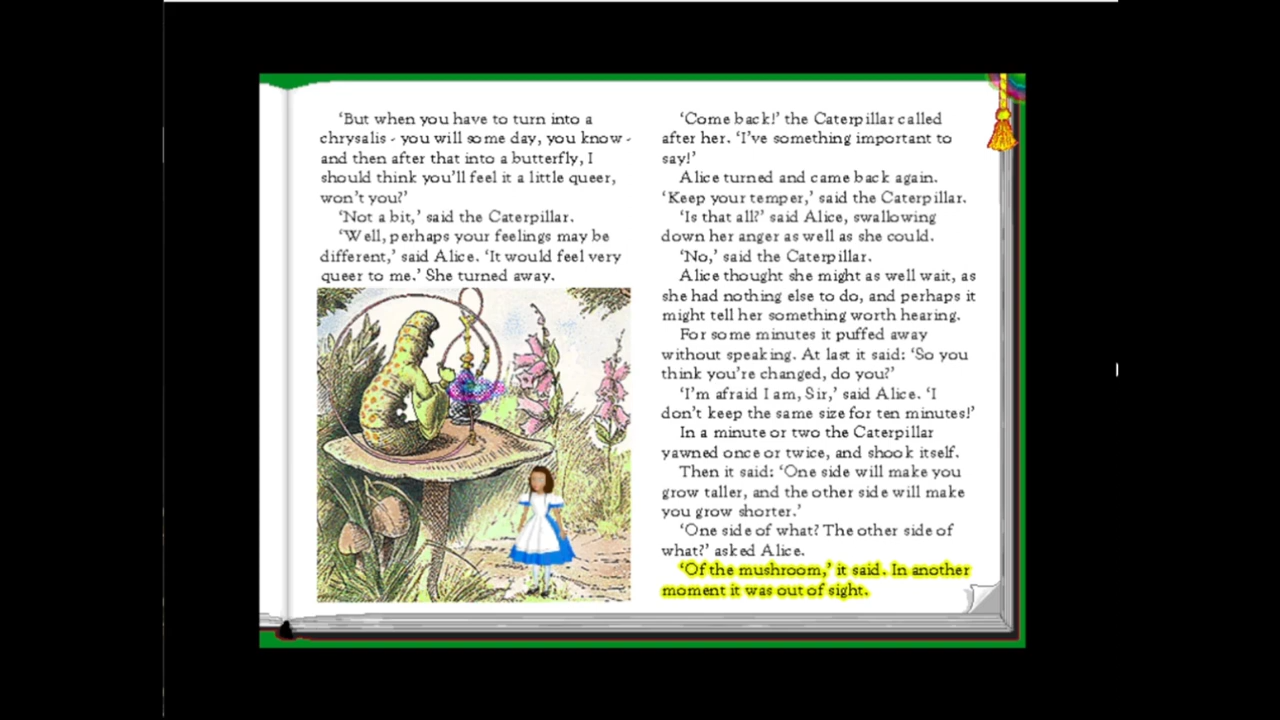 ‘But when you have to turn into a
chrysalis - you will some day, you know -
and then after that into a butterfly, I
should think you’ll feel it a little queer,
won’t you?’
‘Not a bit,’ said the Caterpillar.
‘Well, perhaps your feelings may be
different,’ said Alice. ‘It would feel very
queer to me.’ She turned away.
‘Come back!’ the Caterpillar called
after her. ‘I’ve something important to
say!’
Alice turned and came back again.
‘Keep your temper,’ said the Caterpillar.
‘Is that all?’ said Alice, swallowing
down her anger as well as she could.
‘No,’ said the Caterpillar.
Alice thought she might as well wait, as
she had nothing else to do, and perhaps it
might tell her something worth hearing.
For some minutes it puffed away
without speaking. At last it said: ‘So you
think you’re changed, do you?’
‘I’m afraid I am, Sir,’ said Alice. ‘I
don’t keep the same size for ten minutes!’
In a minute or two the Caterpillar
yawned once or twice, and shook itself.
Then it said: ‘One side will make you
grow taller, and the other side will make
you grow shorter.’
‘One side of what? The other side of
what?’ asked Alice.
‘Of the mushroom,’ it said. In another
moment it was out of sight.